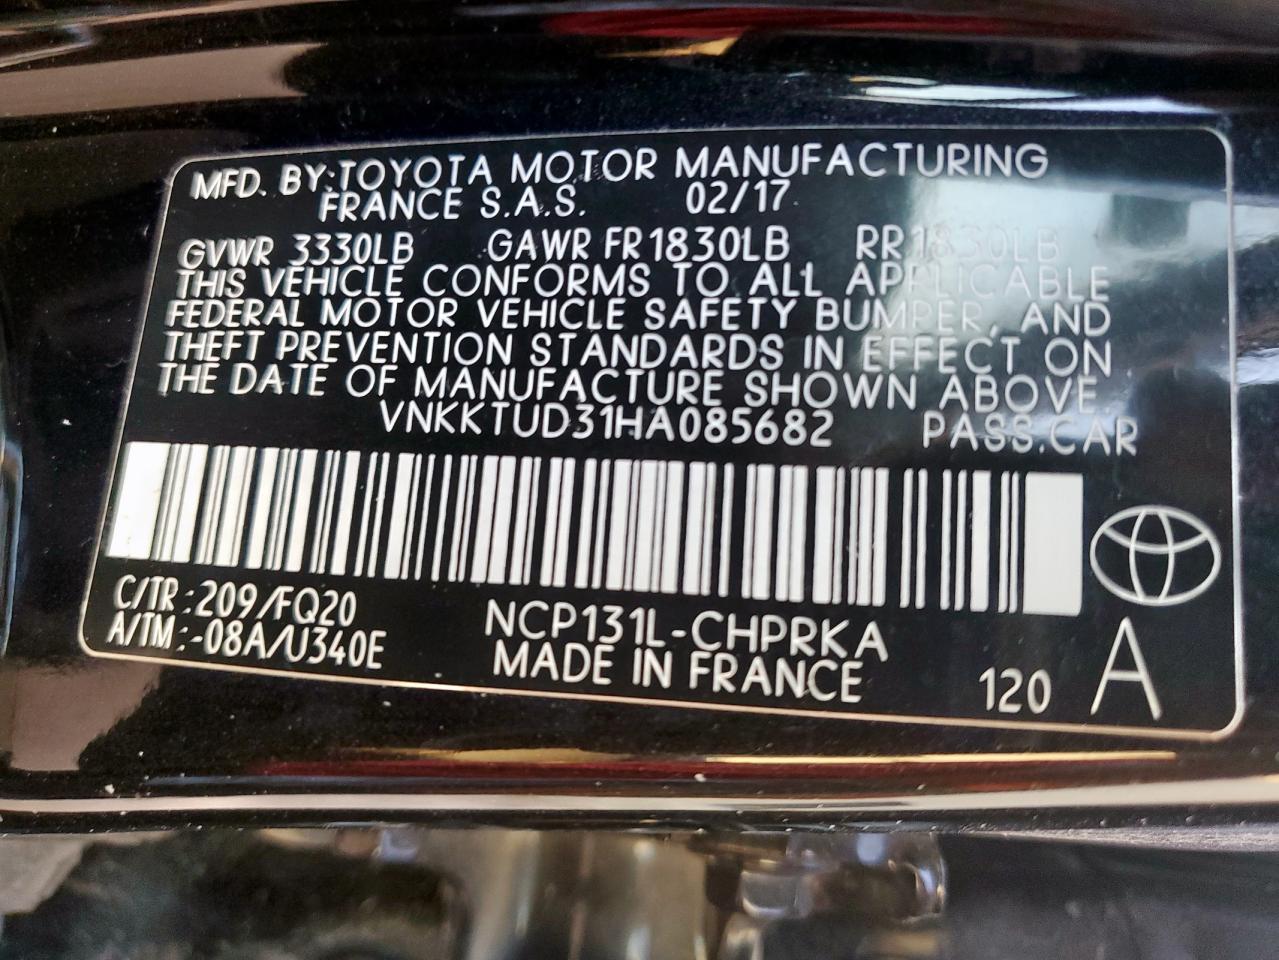 MFD. BY:TOYOTA MOTOR MANUFACTURING
FRANCE S.A.S. 02/17
GVWR 3330LB GAWR FR1830LB RR1830LB
THIS VEHICLE CONFORMS TO ALL APPLICABLE
FEDERAL MOTOR VEHICLE SAFETY BUMPER, AND
THEFT PREVENTION STANDARDS IN EFFECT ON
THE DATE OF MANUFACTURE SHOWN ABOVE
VNKKTUD31HA085682 PASS.CAR
C/TR:209/FQ20 NCP131L-CHPRKA
A/TM:-08A/U340E MADE IN FRANCE 120 A